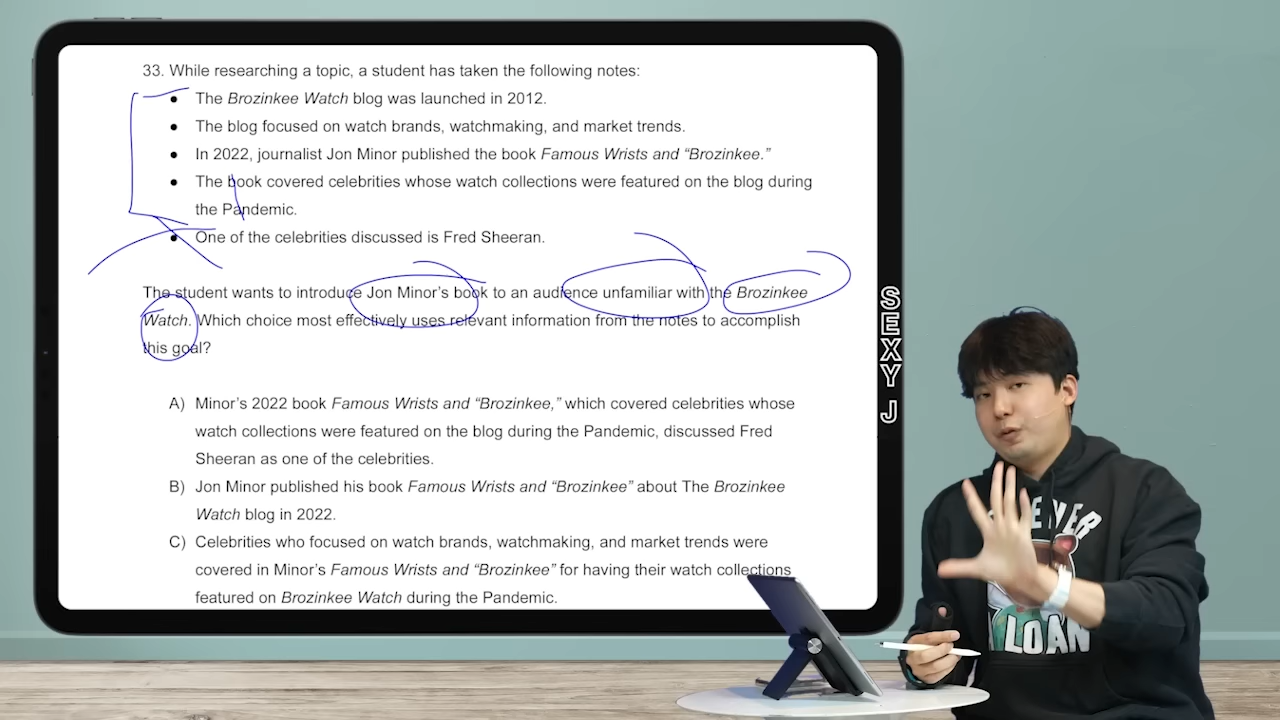 33. While researching a topic, a student has taken the following notes:
● The Brozinkee Watch blog was launched in 2012.
● The blog focused on watch brands, watchmaking, and market trends.
● In 2022, journalist Jon Minor published the book Famous Wrists and “Brozinkee.”
● The book covered celebrities whose watch collections were featured on the blog during
the Pandemic.
● One of the celebrities discussed is Fred Sheeran.
The student wants to introduce Jon Minor’s book to an audience unfamiliar with the Brozinkee
Watch. Which choice most effectively uses relevant information from the notes to accomplish
this goal?
A) Minor’s 2022 book Famous Wrists and “Brozinkee,” which covered celebrities whose
watch collections were featured on the blog during the Pandemic, discussed Fred
Sheeran as one of the celebrities.
B) Jon Minor published his book Famous Wrists and “Brozinkee” about The Brozinkee
Watch blog in 2022.
C) Celebrities who focused on watch brands, watchmaking, and market trends were
covered in Minor’s Famous Wrists and “Brozinkee” for having their watch collections
featured on Brozinkee Watch during the Pandemic.
SEXY J
LOAN